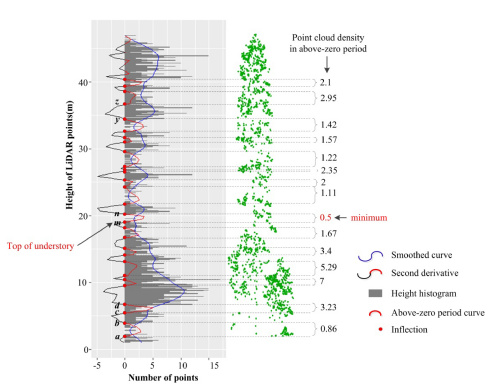 Point cloud density
in above-zero period
Height of LiDAR points(m)
40
30
20
10
0
z
y
n
m
d
c
b
a
Top of understory
2.1
2.95
1.42
1.57
1.22
2.35
2
1.11
0.5
minimum
1.67
3.4
5.29
7
3.23
0.86
Smoothed curve
Second derivative
Height histogram
Above-zero period curve
Inflection
-5 0 5 10 15
Number of points